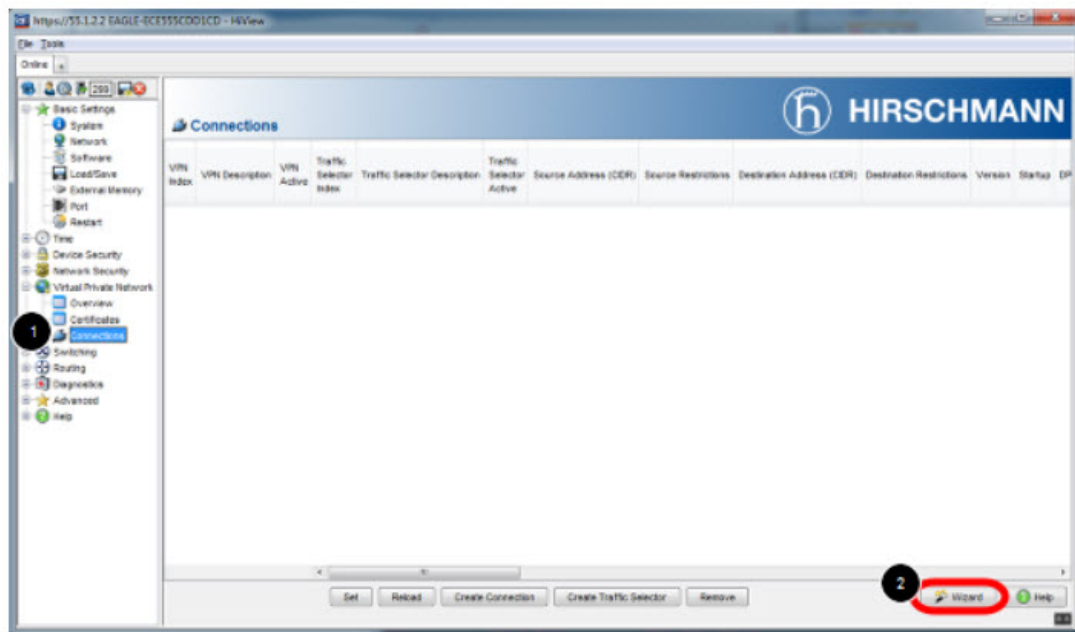 https://55.1.2.2 EAGLE-ECE555CDD1CD - HiView
File Tools
Online
299
Basic Settings
System
Network
Software
Load/Save
External Memory
Port
Restart
Time
Device Security
Network Security
Virtual Private Network
Overview
Certificates
Connections
Switching
Routing
Diagnostics
Advanced
Help
1
HIRSCHMANN
Connections
VPN Index
VPN Description
VPN Active
Traffic Selector Index
Traffic Selector Description
Traffic Selector Active
Source Address (CIDR)
Source Restrictions
Destination Address (CIDR)
Destination Restrictions
Version
Startup
DP
2
Set
Reload
Create Connection
Create Traffic Selector
Remove
Wizard
Help